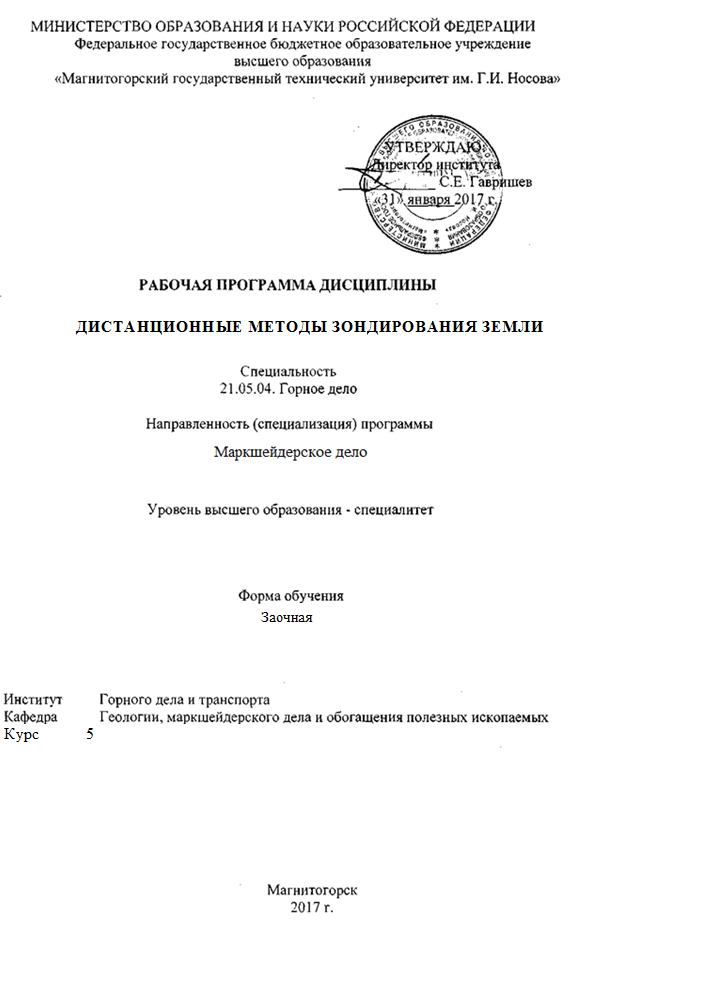 МИНИСТЕРСТВО ОБРАЗОВАНИЯ И НАУКИ РОССИЙСКОЙ ФЕДЕРАЦИИ
Федеральное государственное бюджетное образовательное учреждение
высшего образования
«Магнитогорский государственный технический университет им. Г.И. Носова»
УТВЕРЖДАЮ
Директор института
С.Е. Гавришев
«31» января 2017 г.
РАБОЧАЯ ПРОГРАММА ДИСЦИПЛИНЫ
ДИСТАНЦИОННЫЕ МЕТОДЫ ЗОНДИРОВАНИЯ ЗЕМЛИ
Специальность
21.05.04. Горное дело
Направленность (специализация) программы
Маркшейдерское дело
Уровень высшего образования - специалитет
Форма обучения
Заочная
Институт Горного дела и транспорта
Кафедра Геологии, маркшейдерского дела и обогащения полезных ископаемых
Курс 5
Магнитогорск
2017 г.